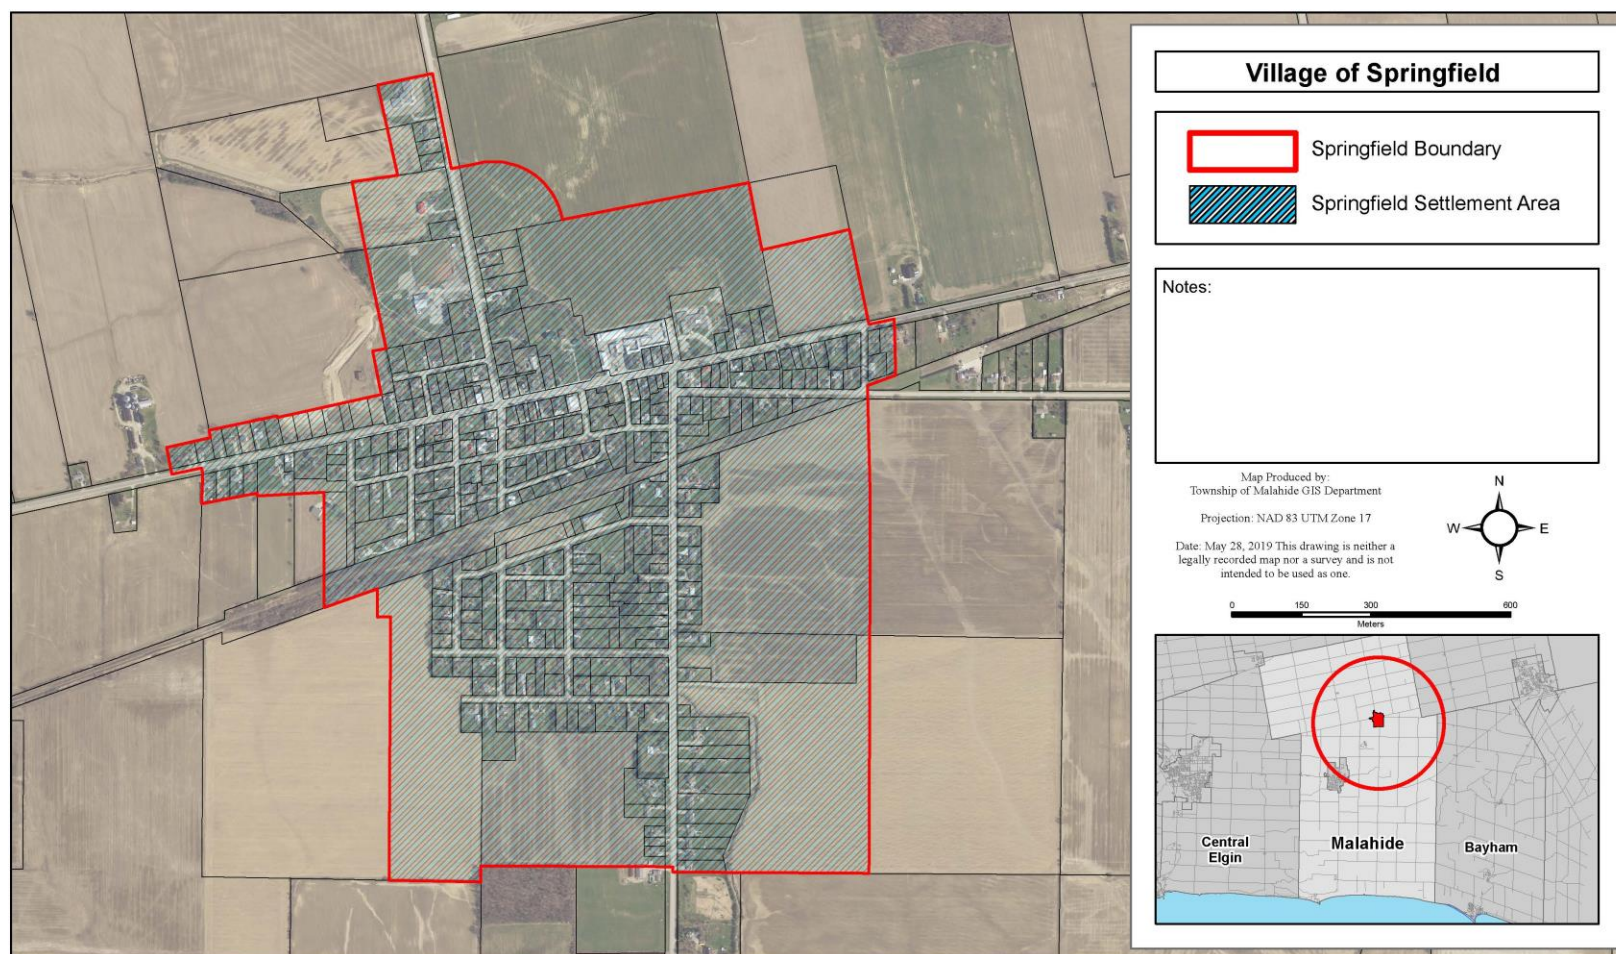 Village of Springfield
Springfield Boundary
Springfield Settlement Area
Notes:
Map Produced by:
Township of Malahide GIS Department
Projection: NAD 83 UTM Zone 17
Date: May 28, 2019 This drawing is neither a
legally recorded map nor a survey and is not
intended to be used as one.
N
W
E
S
0 150 300 600
Meters
Central
Elgin
Malahide
Bayham